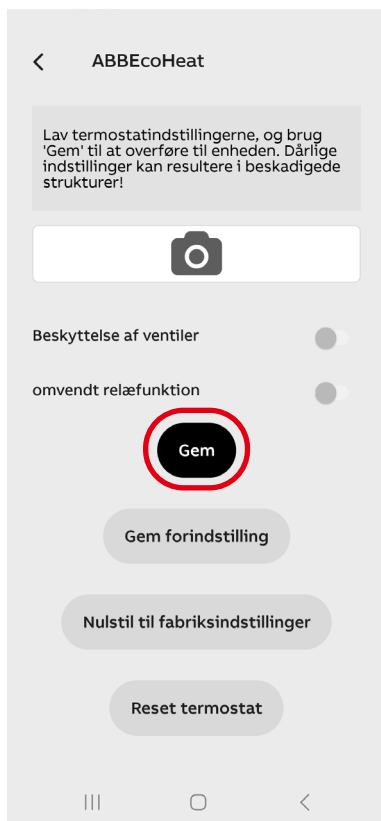 ABBEcoHeat
Lav termostatindstillingerne, og brug
'Gem' til at overføre til enheden. Dårlige
indstillinger kan resultere i beskadigede
strukturer!
Beskyttelse af ventiler
omvendt relæfunktion
Gem
Gem forindstilling
Nulstil til fabriksindstillinger
Reset termostat